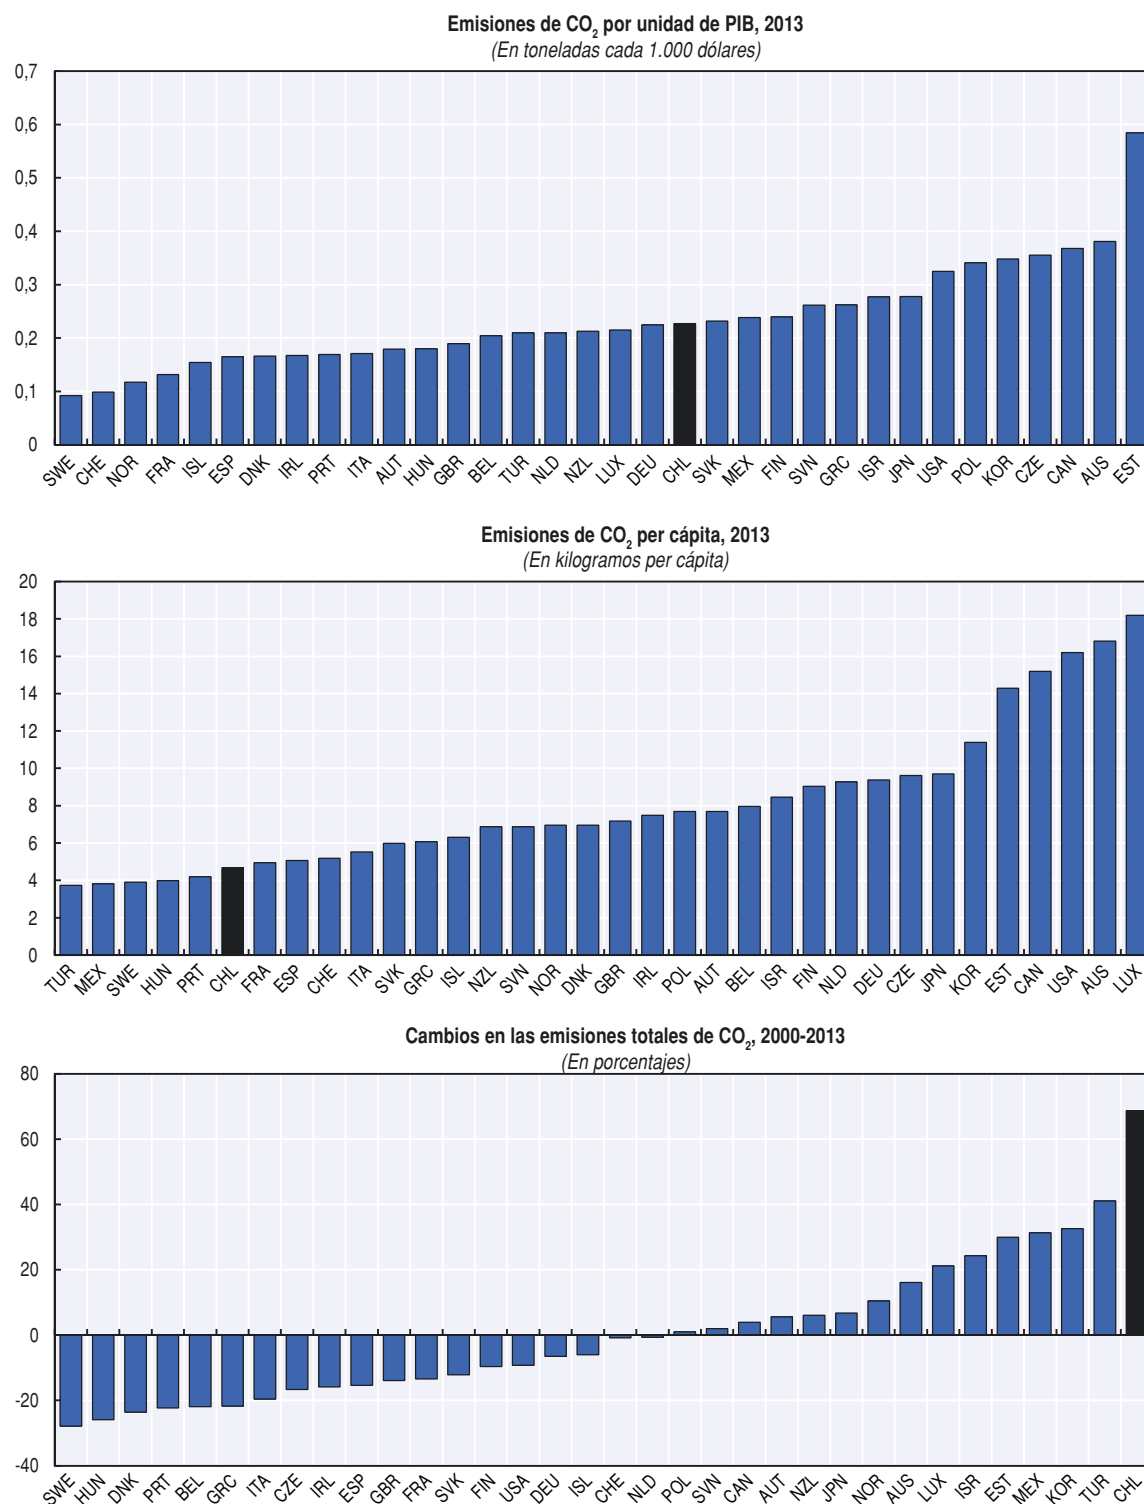 Emisiones de CO₂ por unidad de PIB, 2013
(En toneladas cada 1.000 dólares)
0,7
0,6
0,5
0,4
0,3
0,2
0,1
0
SWE CHE NOR FRA ISL ESP DNK IRL PRT ITA AUT HUN GBR BEL TUR NLD NZL LUX DEU CHL SVK MEX FIN SVN GRC ISR JPN USA POL KOR CZE CAN AUS EST
Emisiones de CO₂ per cápita, 2013
(En kilogramos per cápita)
20
18
16
14
12
10
8
6
4
2
0
TUR MEX SWE HUN PRT CHL FRA ESP CHE ITA SVK GRC ISL NZL SVN NOR DNK GBR IRL POL AUT BEL ISR FIN NLD DEU CZE JPN KOR EST CAN USA AUS LUX
Cambios en las emisiones totales de CO₂, 2000-2013
(En porcentajes)
80
60
40
20
0
-20
-40
SWE HUN DNK PRT BEL GRC ITA CZE IRL ESP GBR FRA SVK FIN USA DEU ISL CHE NLD POL SVN CAN AUT NZL JPN NOR AUS LUX ISR EST MEX KOR TUR CHL